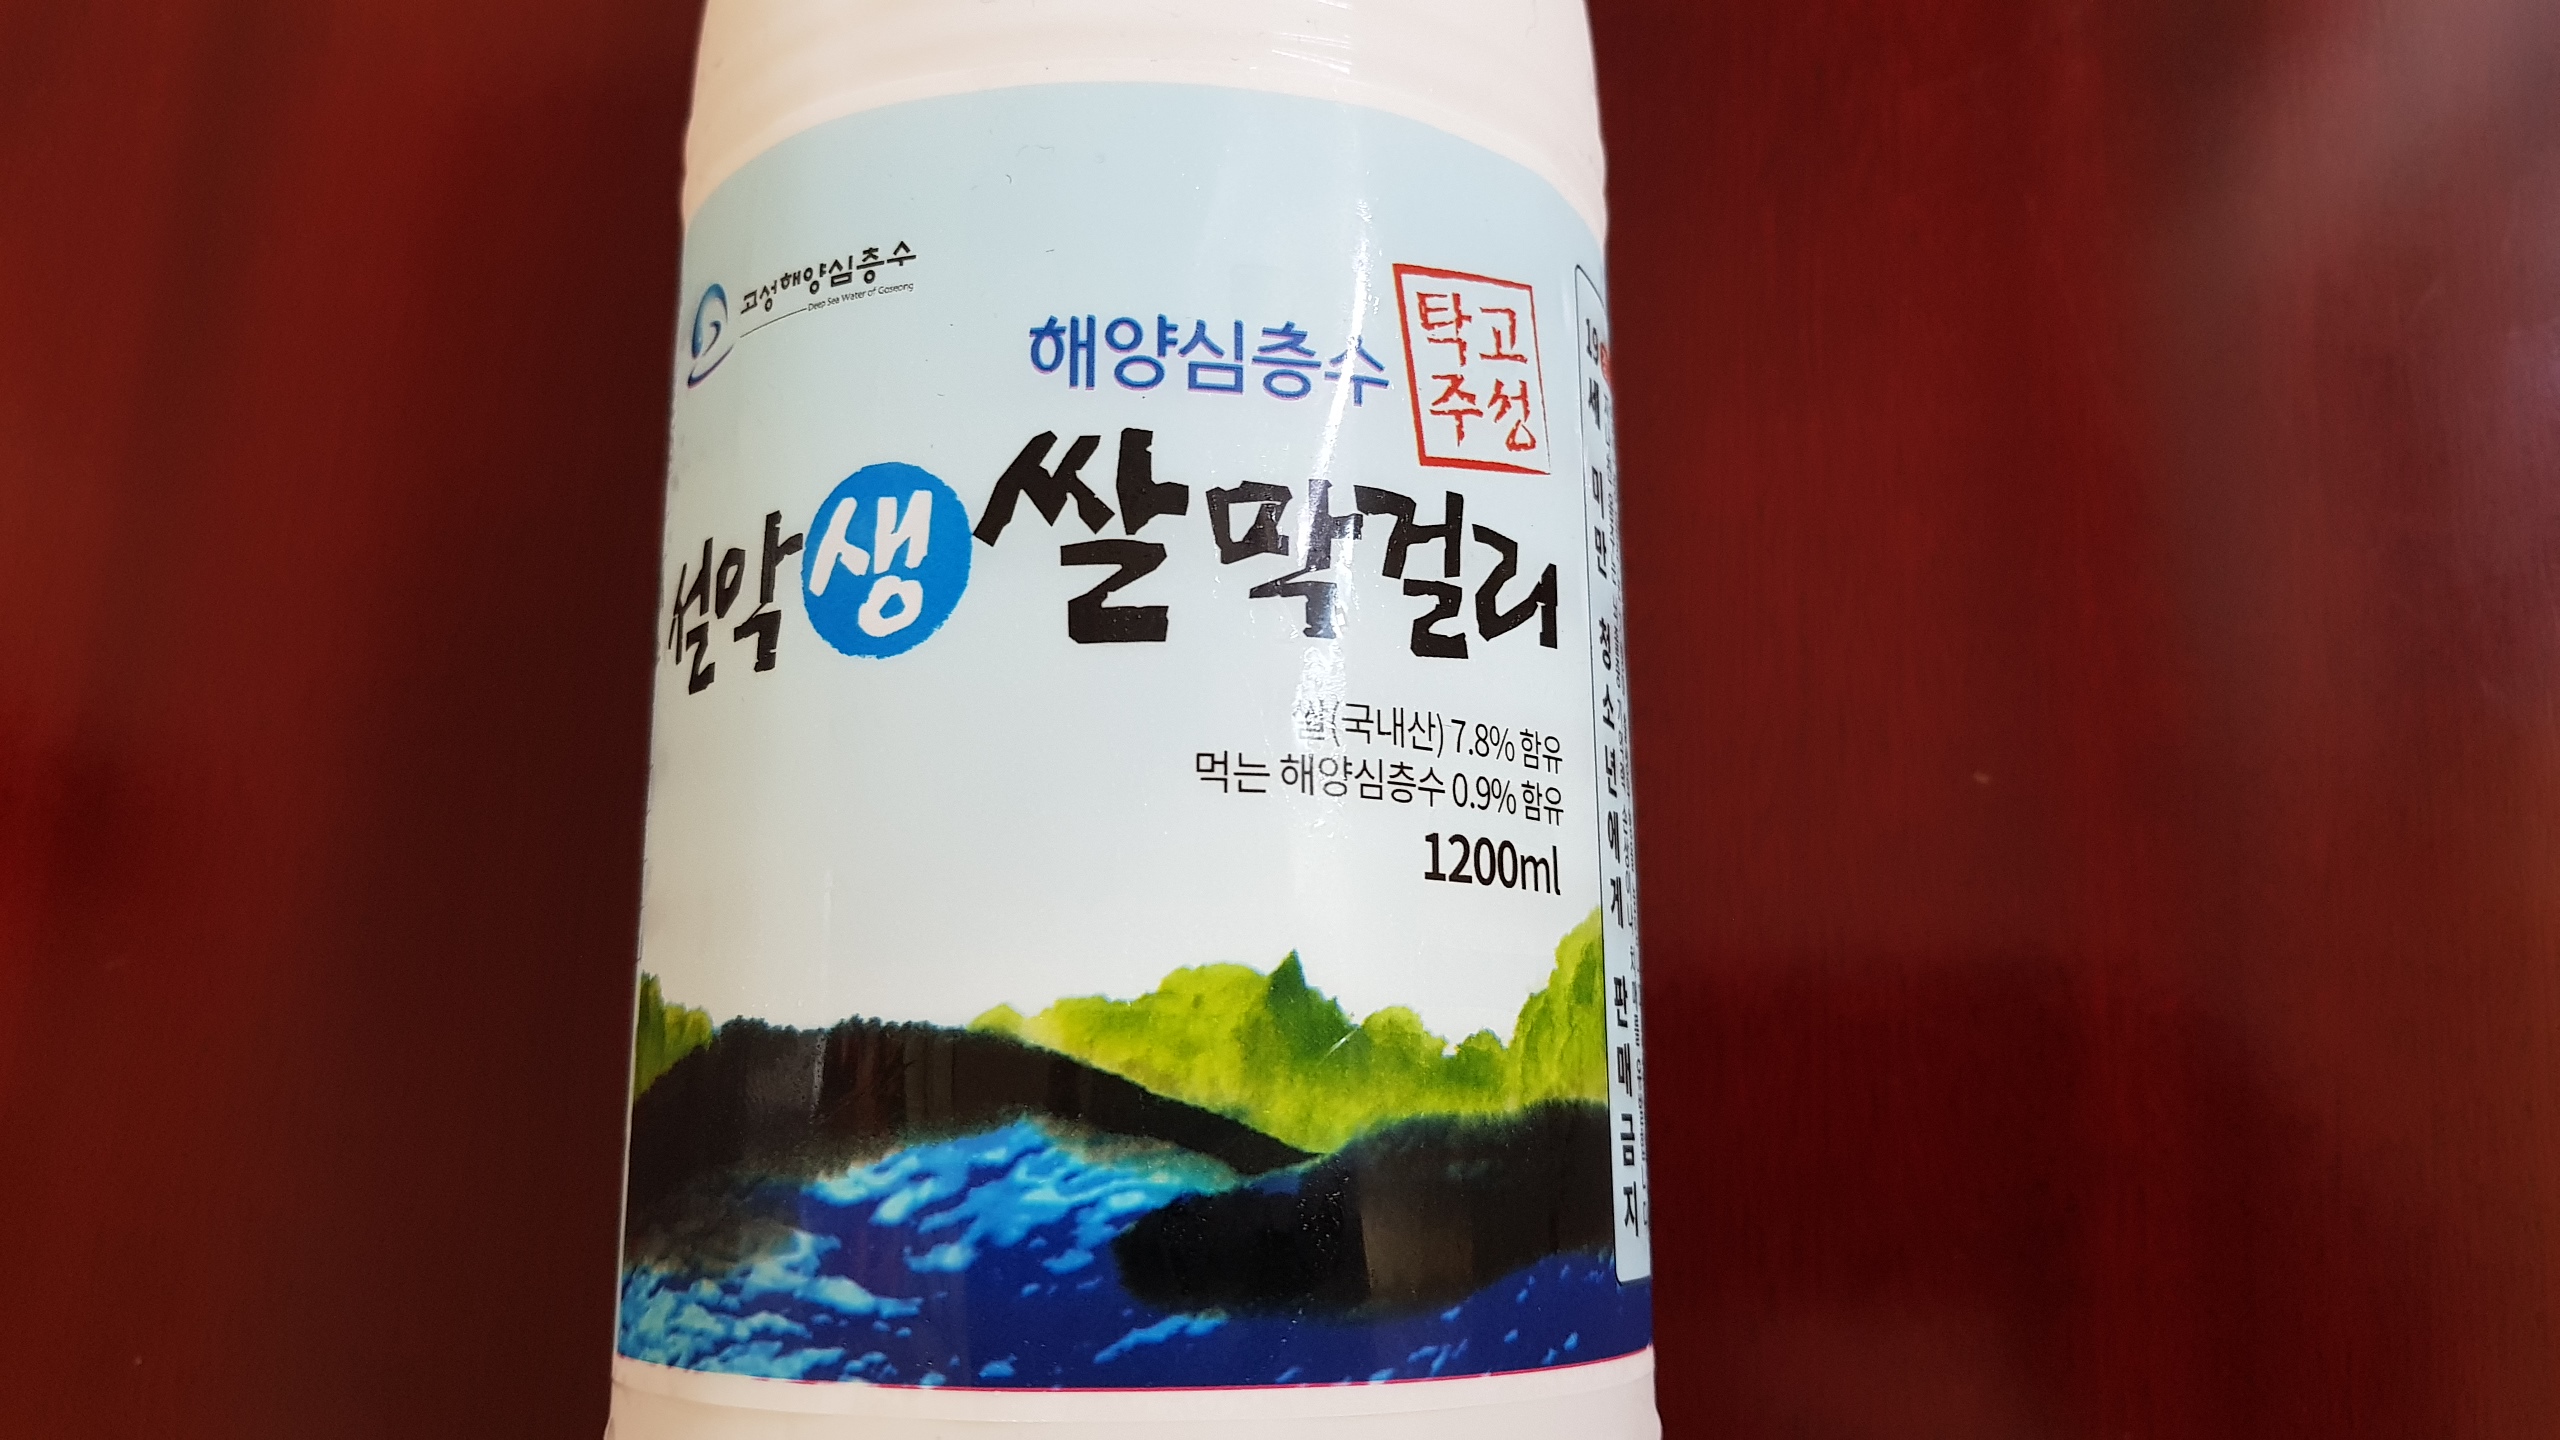 고성해양심층수
Deep Sea Water of Goseong
해양심층수
고성
탁주
설악생쌀막걸리
쌀(국내산) 7.8% 함유
먹는 해양심층수 0.9% 함유
1200ml
19세 미만 청소년에게 판매금지